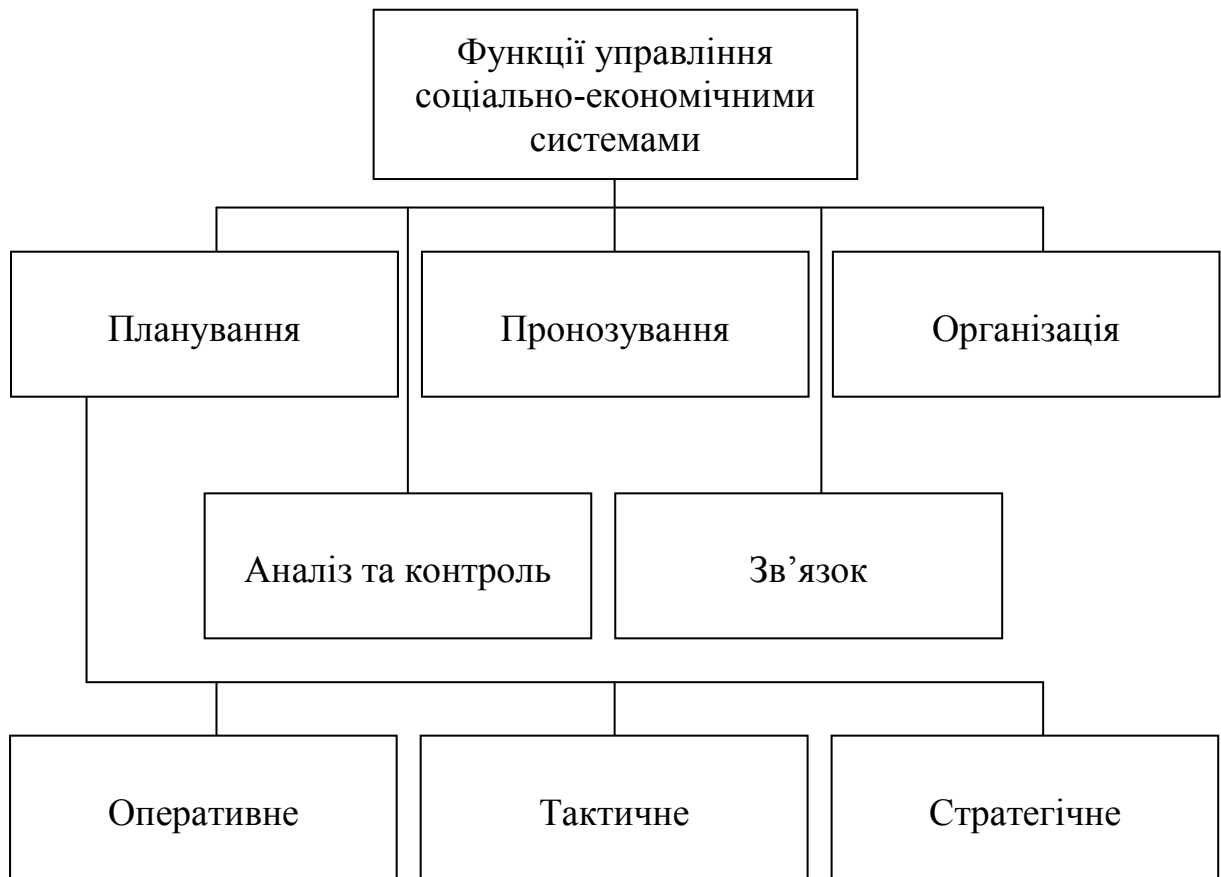 Функції управління
соціально-економічними
системами
Планування
Пронозування
Організація
Аналіз та контроль
Зв’язок
Оперативне
Тактичне
Стратегічне